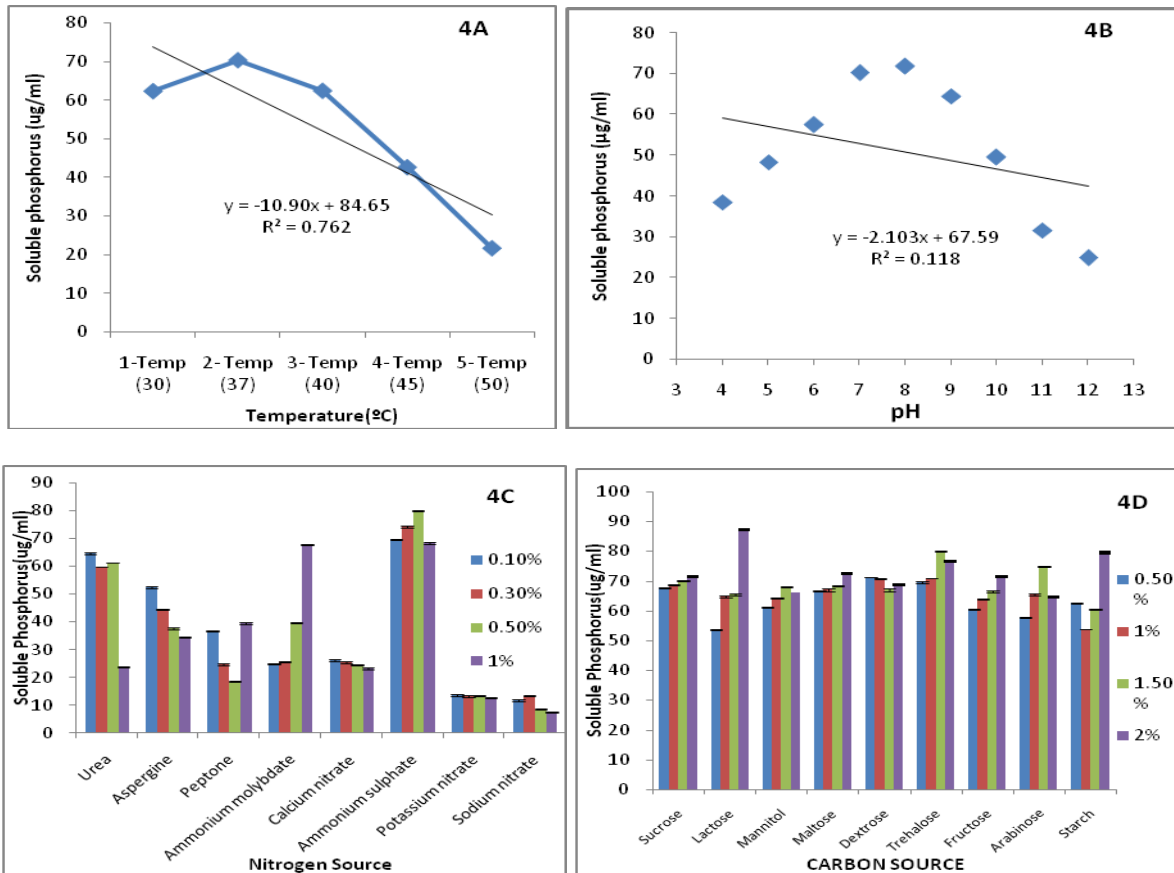 4A
Soluble phosphorus (ug/ml)
80
70
60
50
40
30
20
10
0
y = -10.90x + 84.65
R² = 0.762
1-Temp (30)
2- Temp (37)
3- Temp (40)
4-Temp (45)
5-Temp (50)
Temperature(ºC)
4B
Soluble phosphorus (µg/ml)
80
70
60
50
40
30
20
10
0
y = -2.103x + 67.59
R² = 0.118
3 4 5 6 7 8 9 10 11 12 13
pH
4C
Soluble Phosphorus(ug/ml)
90
80
70
60
50
40
30
20
10
0
0.10%
0.30%
0.50%
1%
Urea
Aspergine
Peptone
Ammonium molybdate
Calcium nitrate
Ammonium sulphate
Potassium nitrate
Sodium nitrate
Nitrogen Source
4D
Soluble Phosphorus(ug/ml)
100
90
80
70
60
50
40
30
20
10
0
0.50
%
1%
1.50
%
2%
Sucrose
Lactose
Mannitol
Maltose
Dextrose
Trehalose
Fructose
Arabinose
Starch
CARBON SOURCE